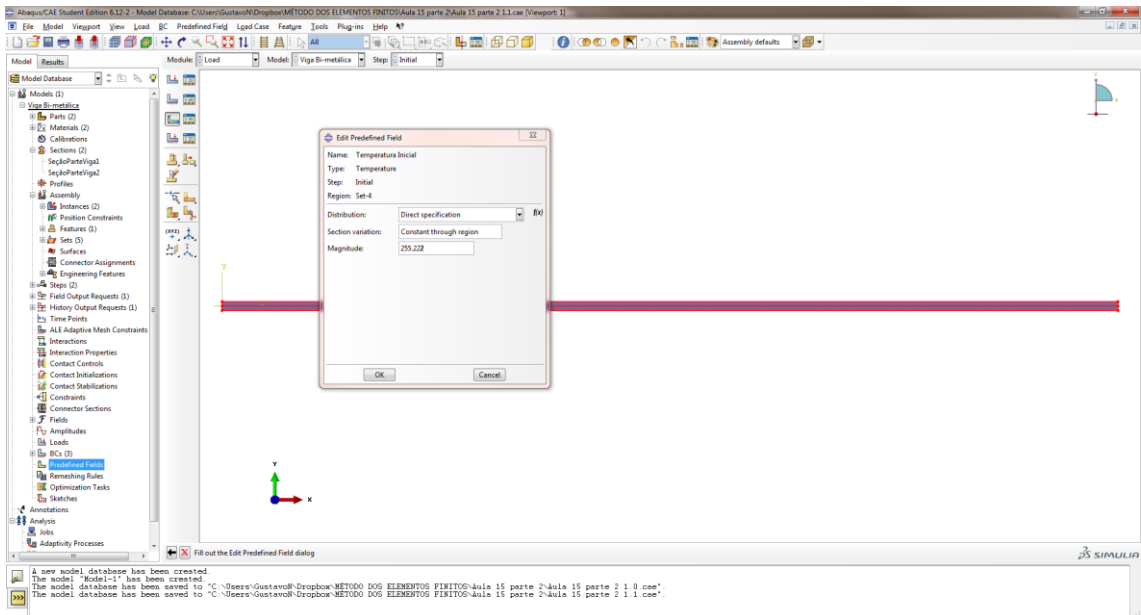 Abaqus/CAE Student Edition 6.12-2 - Model Database: C:\Users\GustavoN\Dropbox\MÉTODO DOS ELEMENTOS FINITOS\Aula 15 parte 2\Aula 15 parte 2 1.1.cae [Viewport: 1]
File Model Viewport View Load BC Predefined Field Load Case Feature Tools Plug-ins Help
All
Assembly defaults
Model Results
Module: Load Model: Viga Bi-metálica Step: Initial
Model Database
Models (1)
Viga Bi-metálica
Parts (2)
Materials (2)
Calibrations
Sections (2)
SeçãoParteViga1
SeçãoParteViga2
Profiles
Assembly
Instances (2)
Position Constraints
Features (1)
Sets (5)
Surfaces
Connector Assignments
Engineering Features
Steps (2)
Field Output Requests (1)
History Output Requests (1)
Time Points
ALE Adaptive Mesh Constraints
Interactions
Interaction Properties
Contact Controls
Contact Initializations
Contact Stabilizations
Constraints
Connector Sections
Fields
Amplitudes
Loads
BCs (3)
Predefined Fields
Remeshing Rules
Optimization Tasks
Sketches
Annotations
Analysis
Jobs
Adaptivity Processes
(XYZ)
Edit Predefined Field
Name: Temperatura Inicial
Type: Temperature
Step: Initial
Region: Set-4
Distribution: Direct specification f(x)
Section variation: Constant through region
Magnitude: 255.222
OK Cancel
Y
Y
X
Y
X
Fill out the Edit Predefined Field dialog
SIMULIA
A new model database has been created.
The model "Model-1" has been created.
The model database has been saved to "C:\Users\GustavoN\Dropbox\MÉTODO DOS ELEMENTOS FINITOS\Aula 15 parte 2\Aula 15 parte 2 1.0.cae".
The model database has been saved to "C:\Users\GustavoN\Dropbox\MÉTODO DOS ELEMENTOS FINITOS\Aula 15 parte 2\Aula 15 parte 2 1.1.cae".
>>>